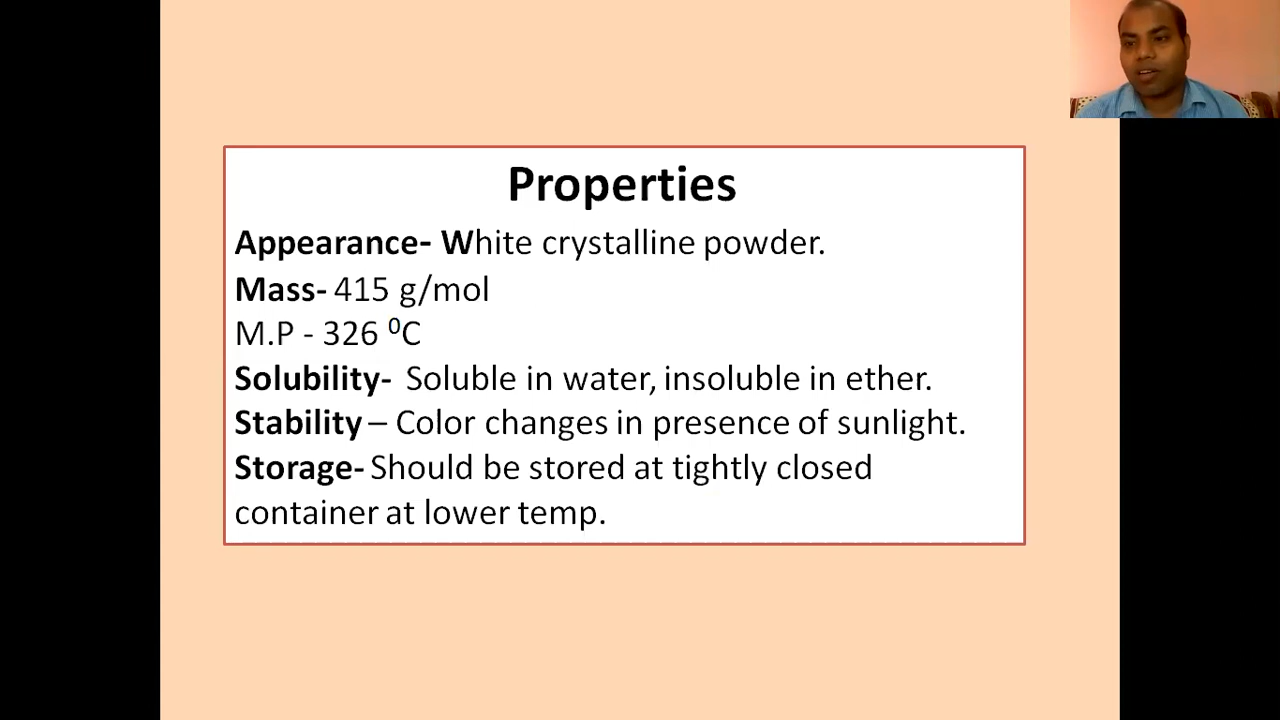 Properties
Appearance- White crystalline powder.
Mass- 415 g/mol
M.P - 326 ⁰C
Solubility- Soluble in water, insoluble in ether.
Stability – Color changes in presence of sunlight.
Storage- Should be stored at tightly closed
container at lower temp.